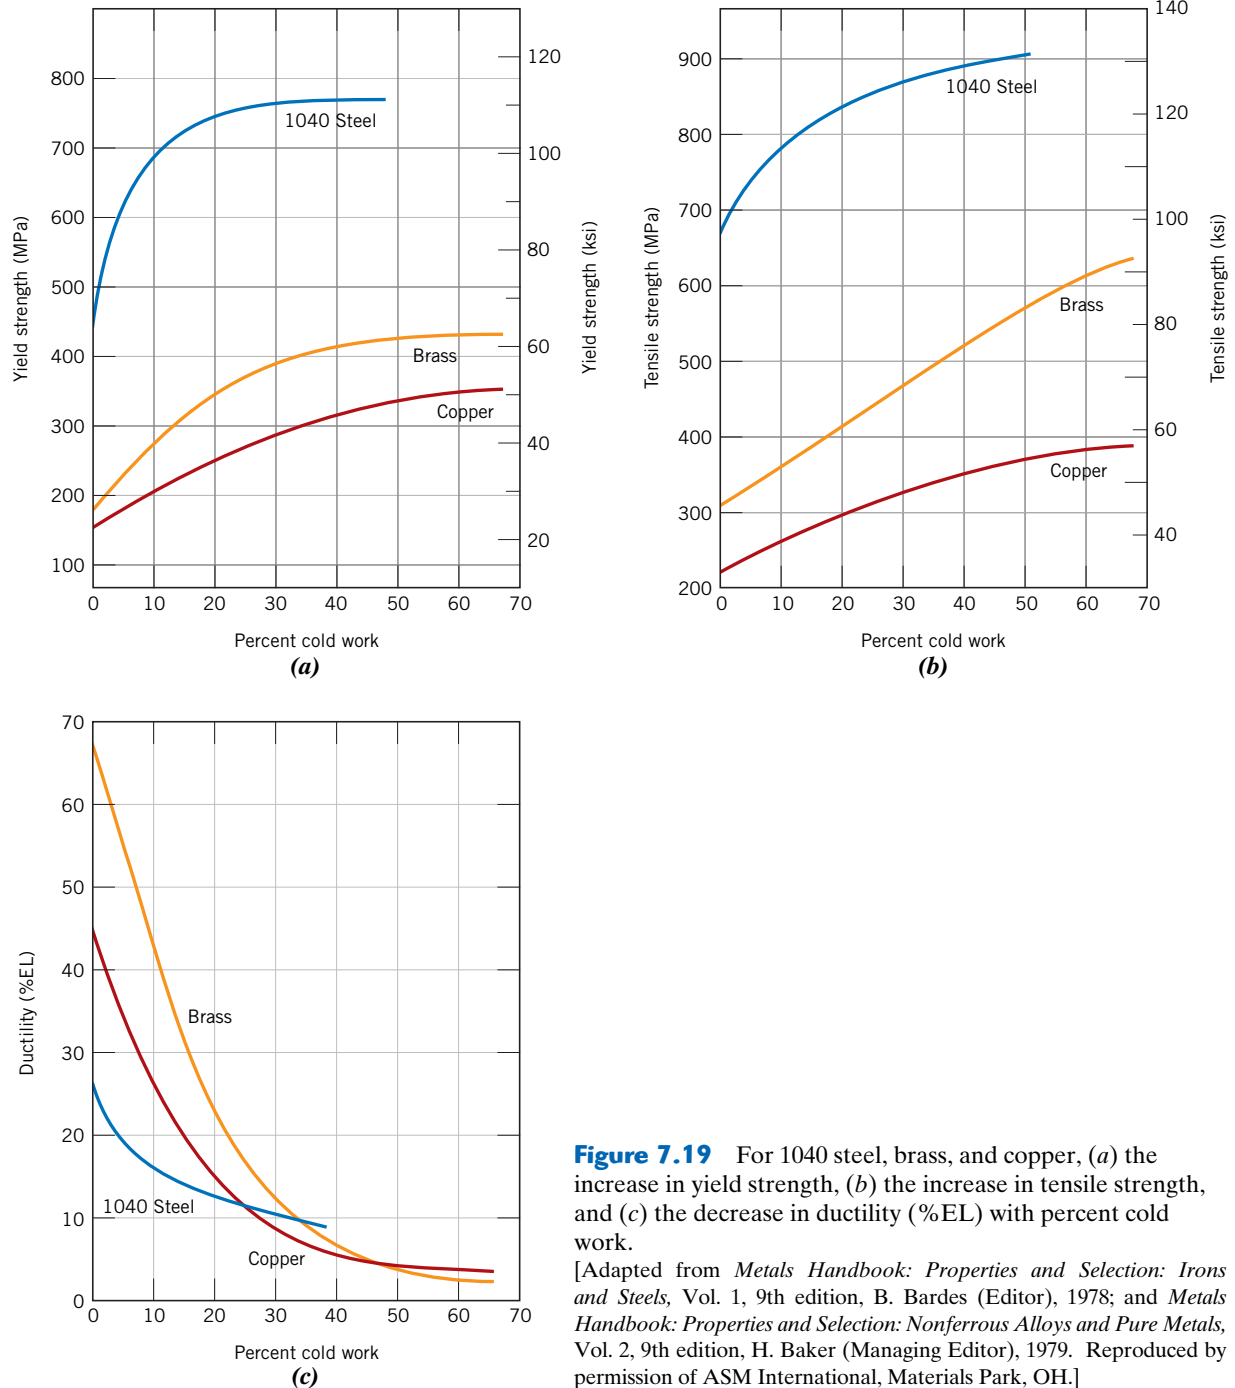 800
700
600
500
400
300
200
100
0 10 20 30 40 50 60 70
Yield strength (MPa)
120
100
80
60
40
20
Yield strength (ksi)
1040 Steel
Brass
Copper
Percent cold work
(a)
900
800
700
600
500
400
300
200
0 10 20 30 40 50 60 70
Tensile strength (MPa)
140
120
100
80
60
40
Tensile strength (ksi)
1040 Steel
Brass
Copper
Percent cold work
(b)
70
60
50
40
30
20
10
0
0 10 20 30 40 50 60 70
Ductility (%EL)
Brass
1040 Steel
Copper
Percent cold work
(c)
Figure 7.19 For 1040 steel, brass, and copper, (a) the
increase in yield strength, (b) the increase in tensile strength,
and (c) the decrease in ductility (%EL) with percent cold
work.
[Adapted from Metals Handbook: Properties and Selection: Irons
and Steels, Vol. 1, 9th edition, B. Bardes (Editor), 1978; and Metals
Handbook: Properties and Selection: Nonferrous Alloys and Pure Metals,
Vol. 2, 9th edition, H. Baker (Managing Editor), 1979. Reproduced by
permission of ASM International, Materials Park, OH.]